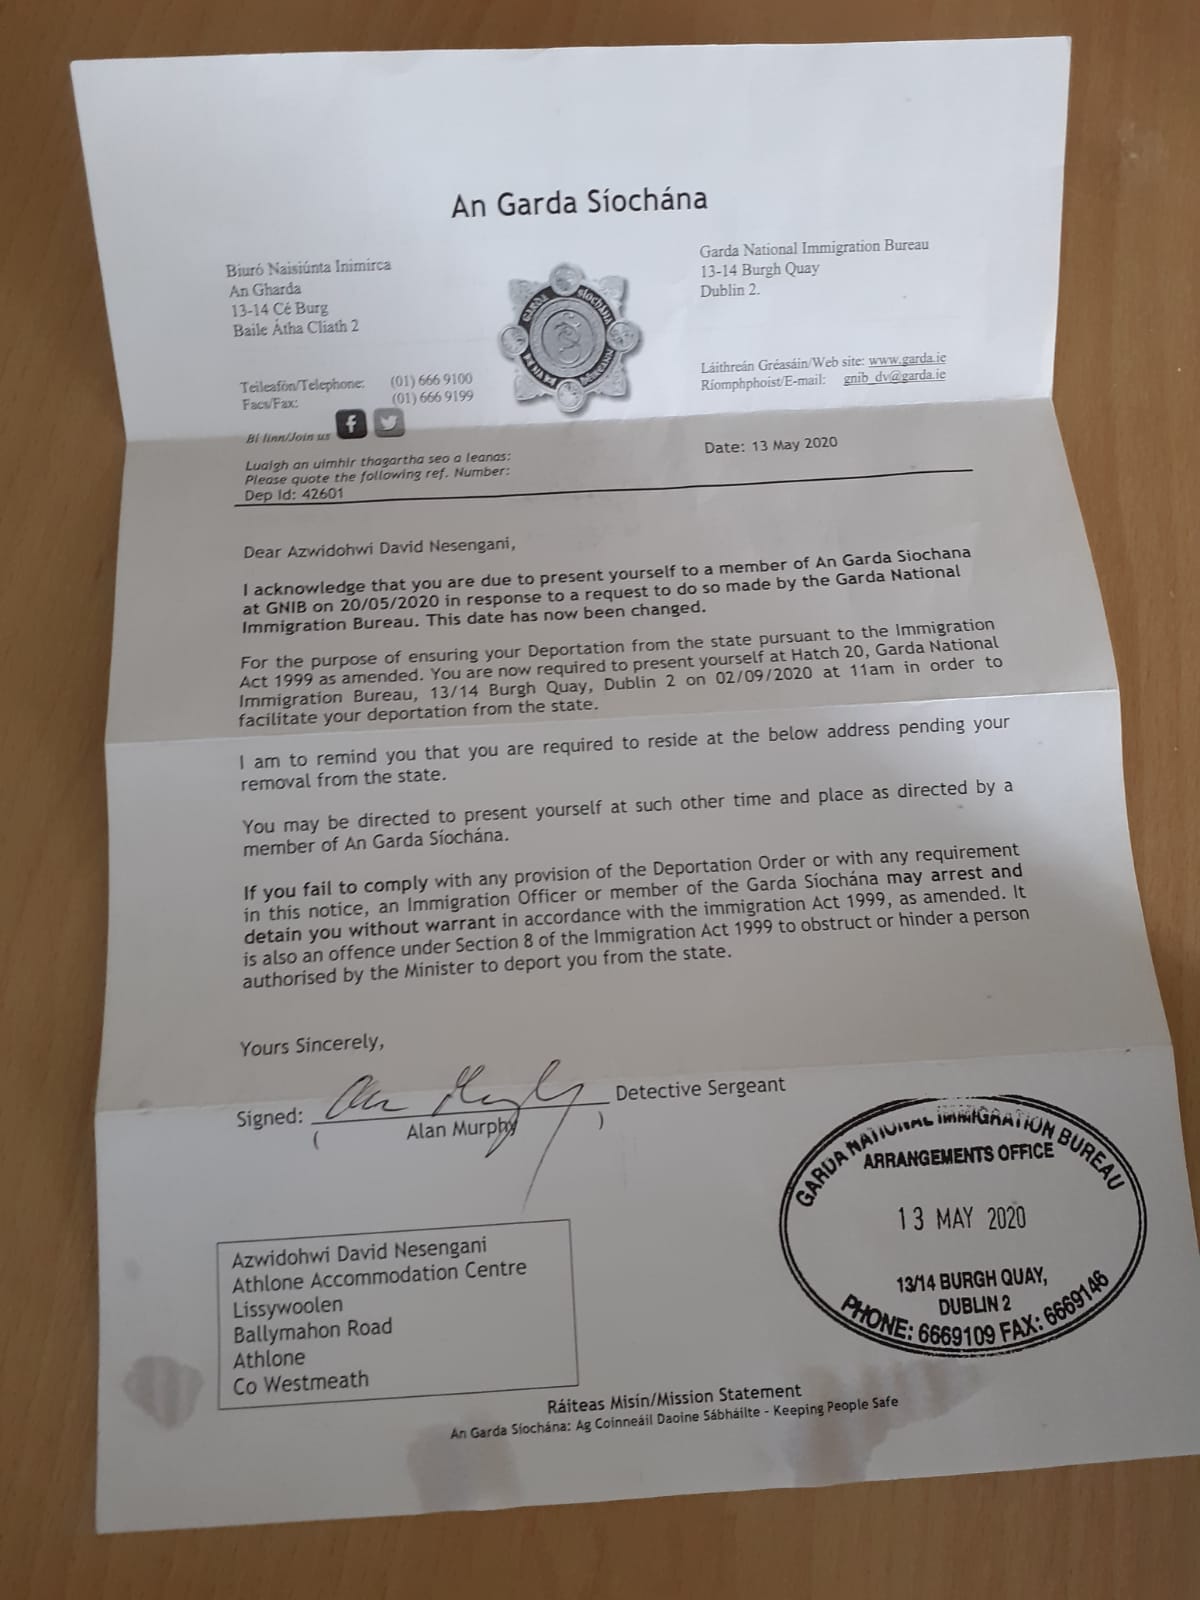 An Garda Síochána
Biuró Naisiúnta Inimirca
An Gharda
13-14 Cé Burg
Baile Átha Cliath 2
Garda National Immigration Bureau
13-14 Burgh Quay
Dublin 2.
GARDA SÍOCHÁNA
Teileafón/Telephone: (01) 666 9100
Facs/Fax: (01) 666 9199
Láithreán Gréasáin/Web site: www.garda.ie
Ríomhphoist/E-mail: gnib_dv@garda.ie
Bí linn/Join us
Luaigh an uimhir thagartha seo a leanas:
Please quote the following ref. Number:
Dep Id: 42601
Date: 13 May 2020
Dear Azwidohwi David Nesengani,
I acknowledge that you are due to present yourself to a member of An Garda Siochana
at GNIB on 20/05/2020 in response to a request to do so made by the Garda National
Immigration Bureau. This date has now been changed.
For the purpose of ensuring your Deportation from the state pursuant to the Immigration
Act 1999 as amended. You are now required to present yourself at Hatch 20, Garda National
Immigration Bureau, 13/14 Burgh Quay, Dublin 2 on 02/09/2020 at 11am in order to
facilitate your deportation from the state.
I am to remind you that you are required to reside at the below address pending your
removal from the state.
You may be directed to present yourself at such other time and place as directed by a
member of An Garda Síochána.
If you fail to comply with any provision of the Deportation Order or with any requirement
in this notice, an Immigration Officer or member of the Garda Síochána may arrest and
detain you without warrant in accordance with the immigration Act 1999, as amended. It
is also an offence under Section 8 of the Immigration Act 1999 to obstruct or hinder a person
authorised by the Minister to deport you from the state.
Yours Sincerely,
Signed: Detective Sergeant
( Alan Murphy )
GARDA NATIONAL IMMIGRATION BUREAU
ARRANGEMENTS OFFICE
13 MAY 2020
13/14 BURGH QUAY,
DUBLIN 2
PHONE: 6669109 FAX: 6669146
Azwidohwi David Nesengani
Athlone Accommodation Centre
Lissywoolen
Ballymahon Road
Athlone
Co Westmeath
Ráiteas Misín/Mission Statement
An Garda Síochána: Ag Coinneáil Daoine Sábháilte - Keeping People Safe